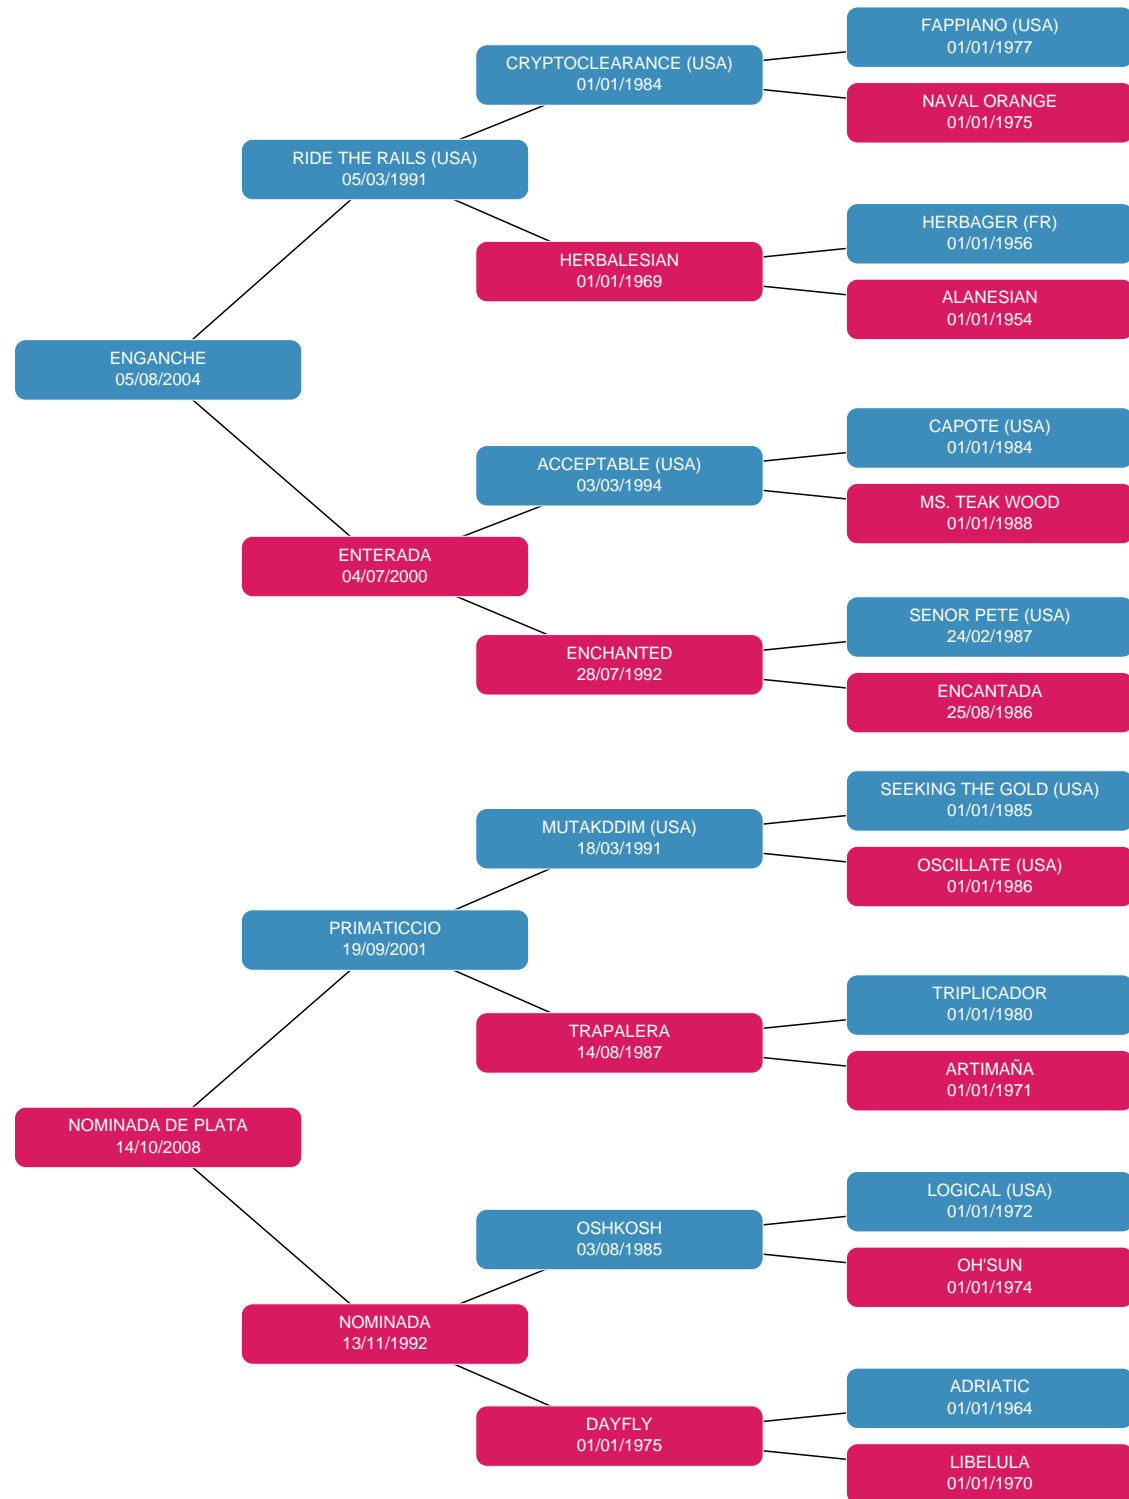 FAPPIANO (USA)
01/01/1977
CRYPTOCLEARANCE (USA)
01/01/1984
NAVAL ORANGE
01/01/1975
RIDE THE RAILS (USA)
05/03/1991
HERBAGER (FR)
01/01/1956
HERBALESIAN
01/01/1969
ALANESIAN
01/01/1954
ENGANCHE
05/08/2004
CAPOTE (USA)
01/01/1984
ACCEPTABLE (USA)
03/03/1994
MS. TEAK WOOD
01/01/1988
ENTERADA
04/07/2000
SENOR PETE (USA)
24/02/1987
ENCHANTED
28/07/1992
ENCANTADA
25/08/1986
SEEKING THE GOLD (USA)
01/01/1985
MUTAKDDIM (USA)
18/03/1991
OSCILLATE (USA)
01/01/1986
PRIMATICCIO
19/09/2001
TRIPLICADOR
01/01/1980
TRAPALERA
14/08/1987
ARTIMAÑA
01/01/1971
NOMINADA DE PLATA
14/10/2008
LOGICAL (USA)
01/01/1972
OSHKOSH
03/08/1985
OH'SUN
01/01/1974
NOMINADA
13/11/1992
ADRIATIC
01/01/1964
DAYFLY
01/01/1975
LIBELULA
01/01/1970